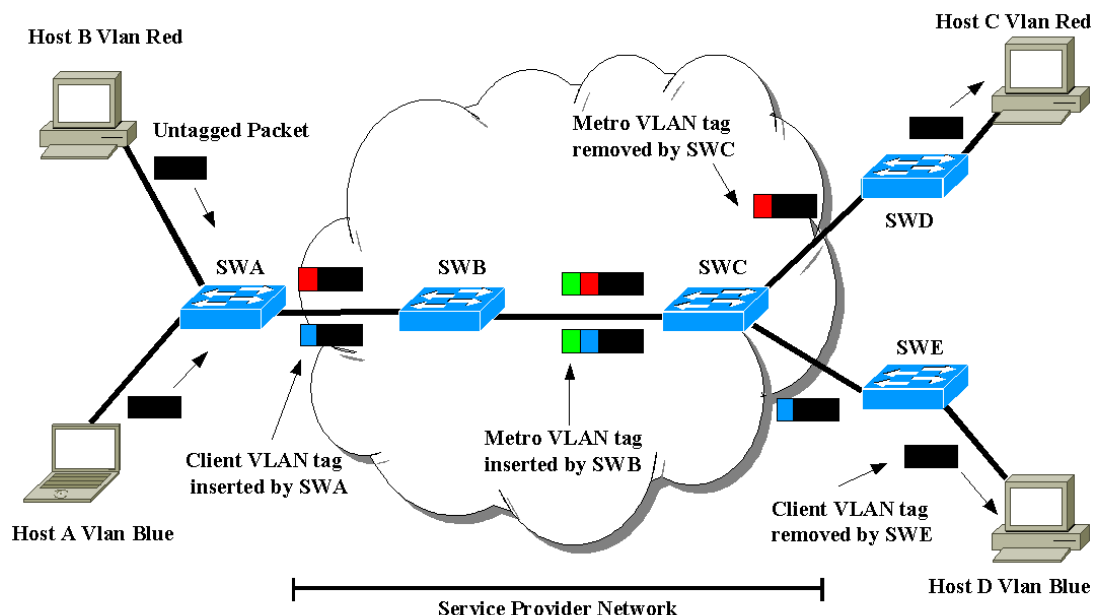 Host B Vlan Red
Host C Vlan Red
Untagged Packet
Metro VLAN tag
removed by SWC
SWD
SWA
SWB
SWC
SWE
Client VLAN tag
inserted by SWA
Metro VLAN tag
inserted by SWB
Client VLAN tag
removed by SWE
Host A Vlan Blue
Host D Vlan Blue
Service Provider Network